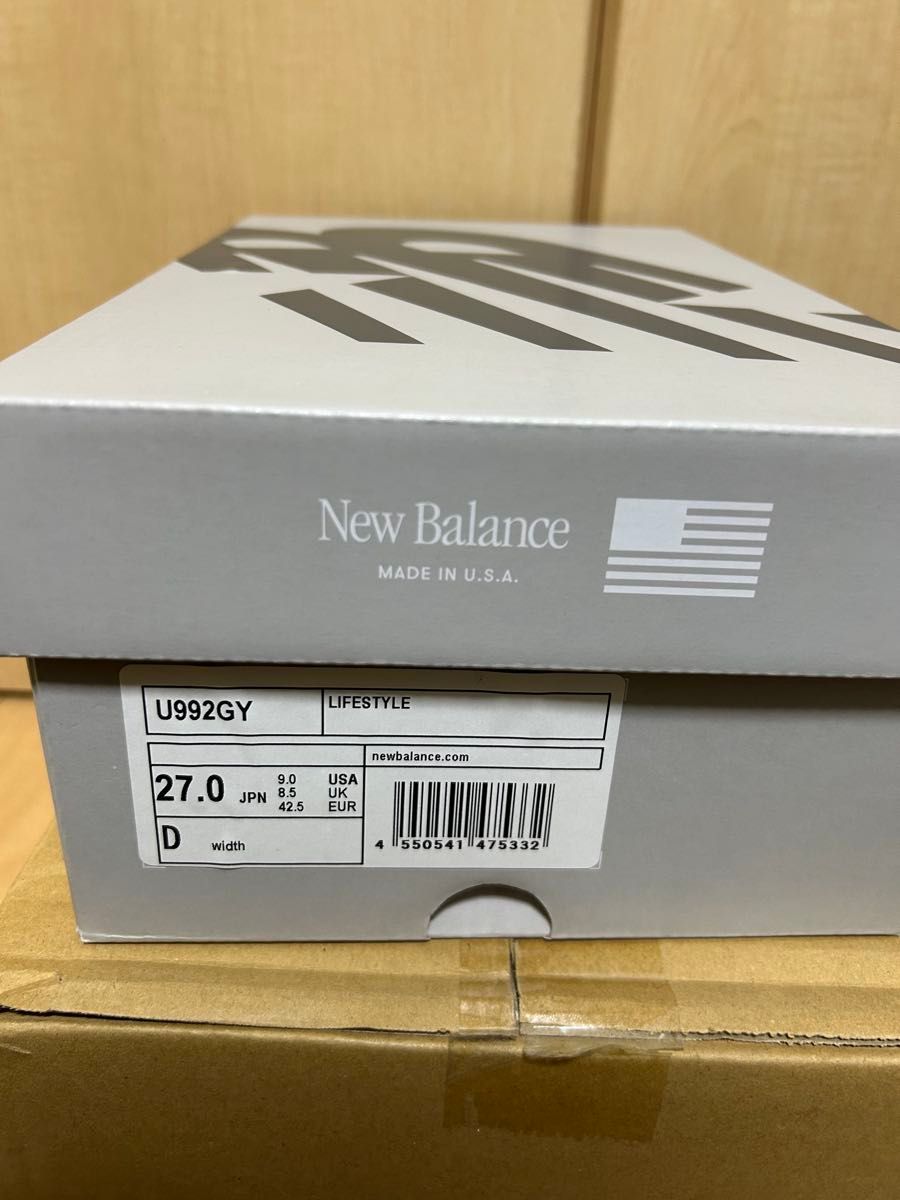 New Balance
MADE IN U.S.A.
U992GY
LIFESTYLE
newbalance.com
27.0 JPN
9.0 USA
8.5 UK
42.5 EUR
D width
4 550541 475332